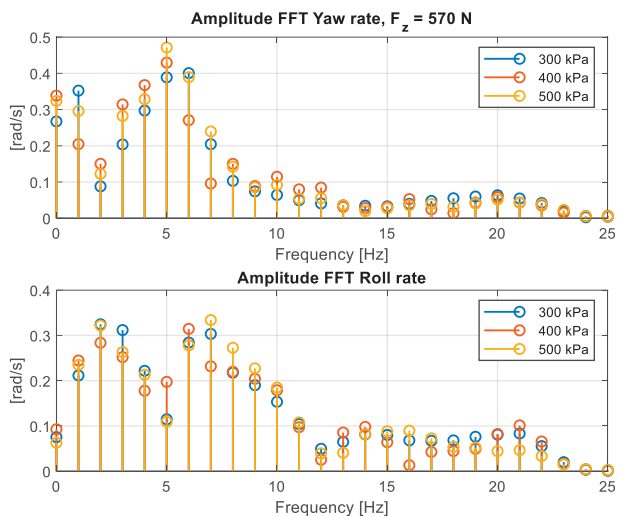 Amplitude FFT Yaw rate, F_z = 570 N
[rad/s]
0.5
0.4
0.3
0.2
0.1
0
300 kPa
400 kPa
500 kPa
0 5 10 15 20 25
Frequency [Hz]
Amplitude FFT Roll rate
[rad/s]
0.4
0.3
0.2
0.1
0
300 kPa
400 kPa
500 kPa
0 5 10 15 20 25
Frequency [Hz]